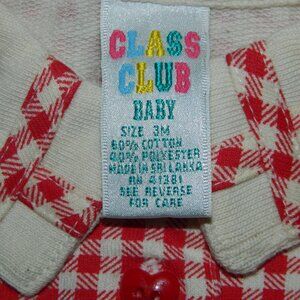 CLASS
CLUB
BABY
SIZE 3M
60% COTTON
40% POLYESTER
MADE IN SRI LANKA
RN 41381
SEE REVERSE
FOR CARE